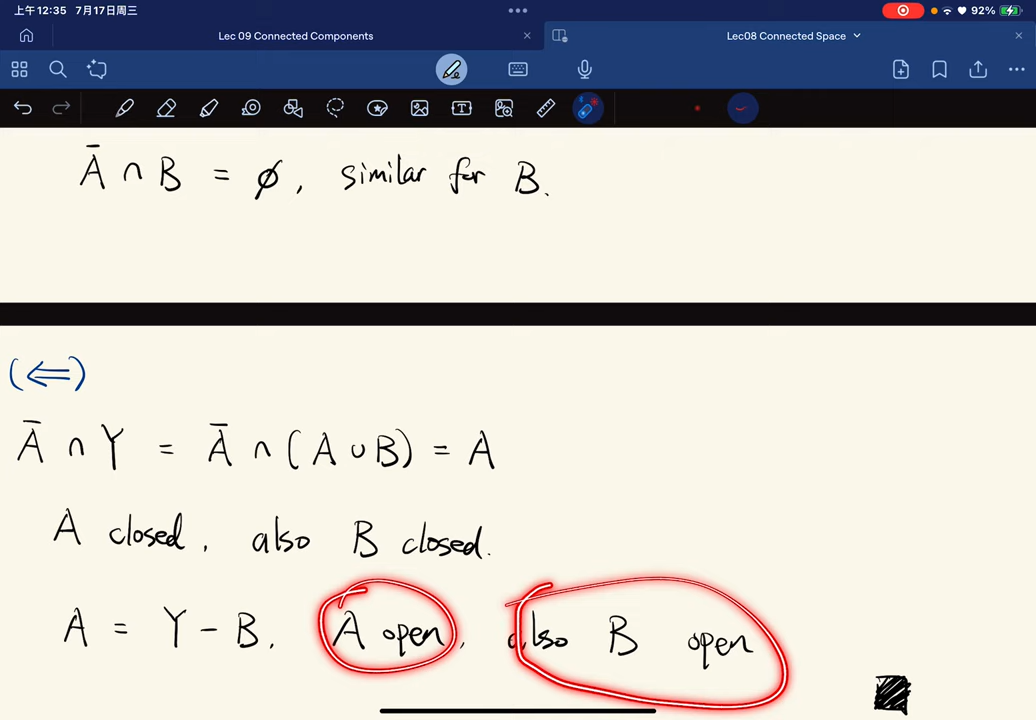 上午12:35 7月17日周三
92%
Lec 09 Connected Components
Lec08 Connected Space
Ā ∩ B = ∅, similar for B.
(⇐)
Ā ∩ Y = Ā ∩ (A ∪ B) = A
A closed, also B closed.
A = Y - B. A open, also B open